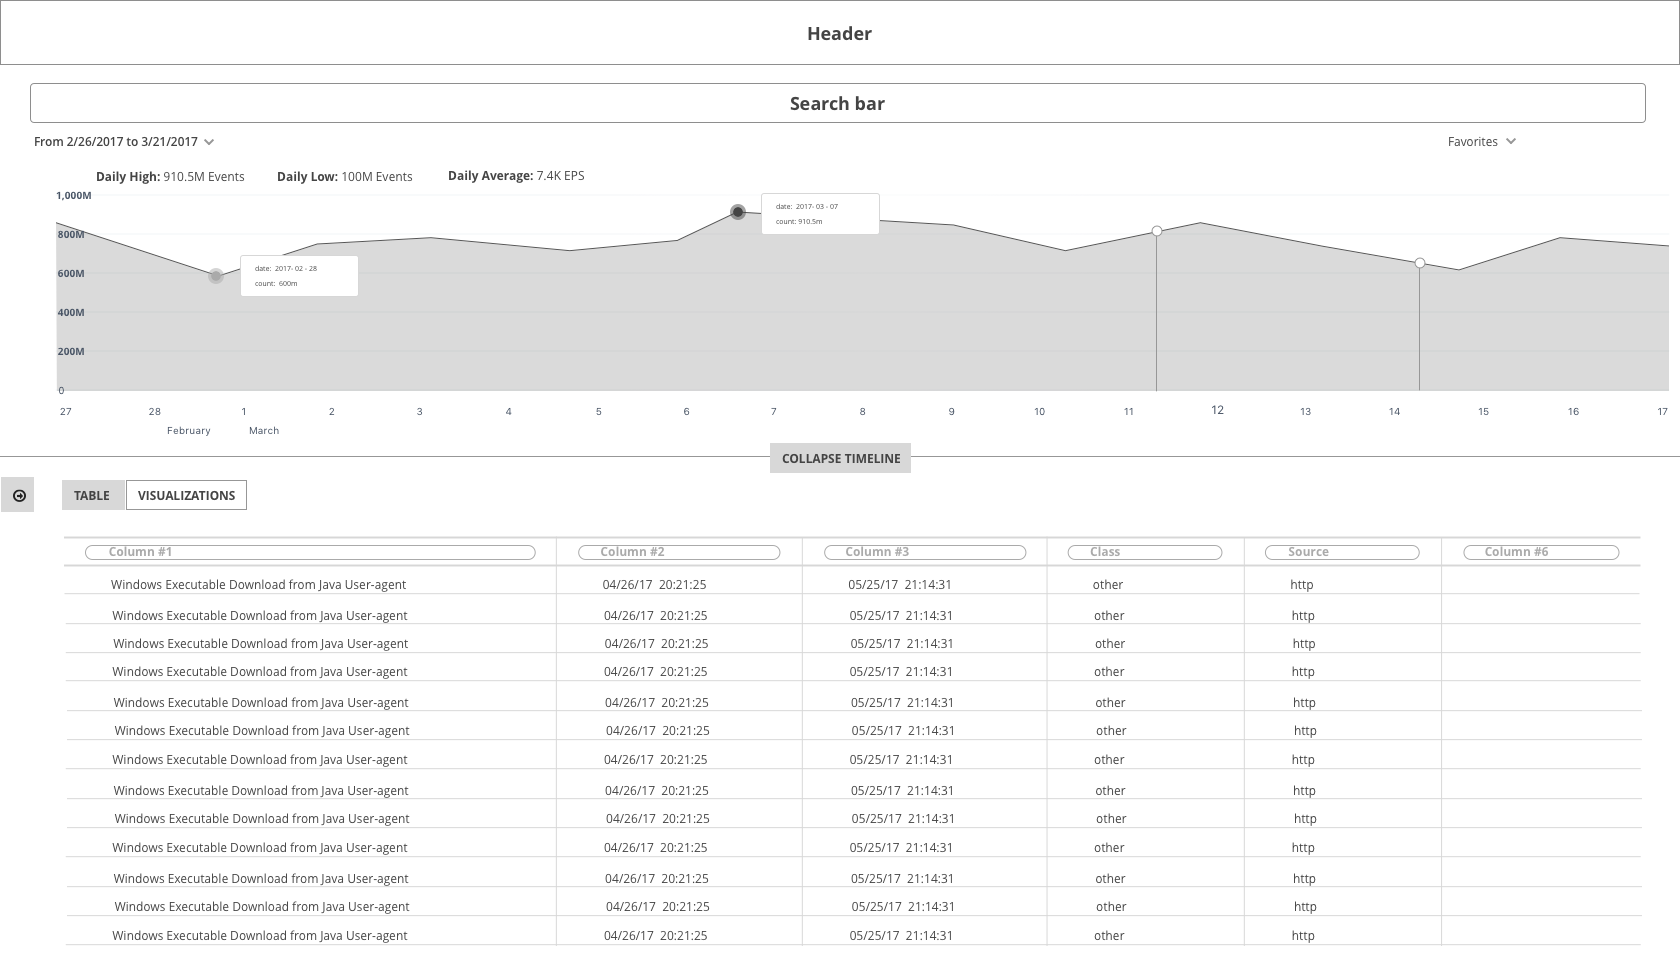 Header
Search bar
From 2/26/2017 to 3/21/2017 Favorites
Daily High: 910.5M Events Daily Low: 100M Events Daily Average: 7.4K EPS
1,000M
date: 2017- 03 - 07
count: 910.5m
800M
date: 2017- 02 - 28
600M
count: 600m
400M
200M
0
27 28 1 2 3 4 5 6 7 8 9 10 11 12 13 14 15 16 17
February March
COLLAPSE TIMELINE
TABLE VISUALIZATIONS
Column #1 Column #2 Column #3 Class Source Column #6
Windows Executable Download from Java User-agent 04/26/17 20:21:25 05/25/17 21:14:31 other http
Windows Executable Download from Java User-agent 04/26/17 20:21:25 05/25/17 21:14:31 other http
Windows Executable Download from Java User-agent 04/26/17 20:21:25 05/25/17 21:14:31 other http
Windows Executable Download from Java User-agent 04/26/17 20:21:25 05/25/17 21:14:31 other http
Windows Executable Download from Java User-agent 04/26/17 20:21:25 05/25/17 21:14:31 other http
Windows Executable Download from Java User-agent 04/26/17 20:21:25 05/25/17 21:14:31 other http
Windows Executable Download from Java User-agent 04/26/17 20:21:25 05/25/17 21:14:31 other http
Windows Executable Download from Java User-agent 04/26/17 20:21:25 05/25/17 21:14:31 other http
Windows Executable Download from Java User-agent 04/26/17 20:21:25 05/25/17 21:14:31 other http
Windows Executable Download from Java User-agent 04/26/17 20:21:25 05/25/17 21:14:31 other http
Windows Executable Download from Java User-agent 04/26/17 20:21:25 05/25/17 21:14:31 other http
Windows Executable Download from Java User-agent 04/26/17 20:21:25 05/25/17 21:14:31 other http
Windows Executable Download from Java User-agent 04/26/17 20:21:25 05/25/17 21:14:31 other http